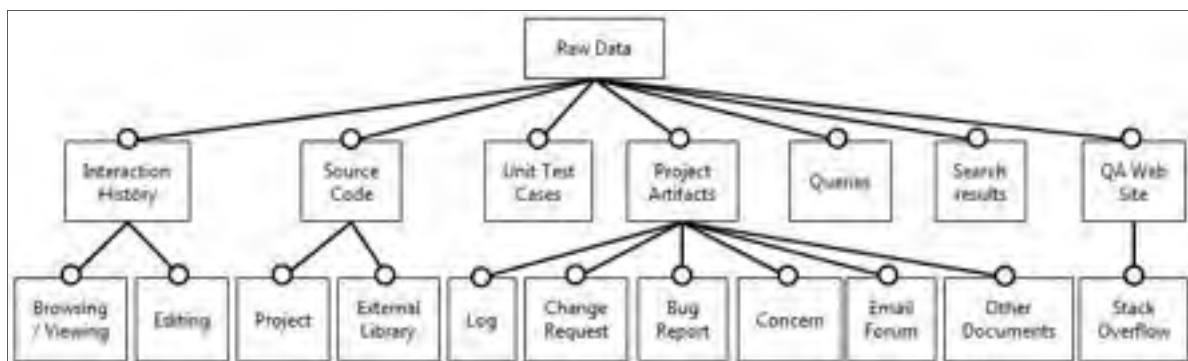 Raw Data
Interaction
History
Source
Code
Unit Test
Cases
Project
Artifacts
Queries
Search
results
QA Web
Site
Browsing
/ Viewing
Editing
Project
External
Library
Log
Change
Request
Bug
Report
Concern
Email
Forum
Other
Documents
Stack
Overflow